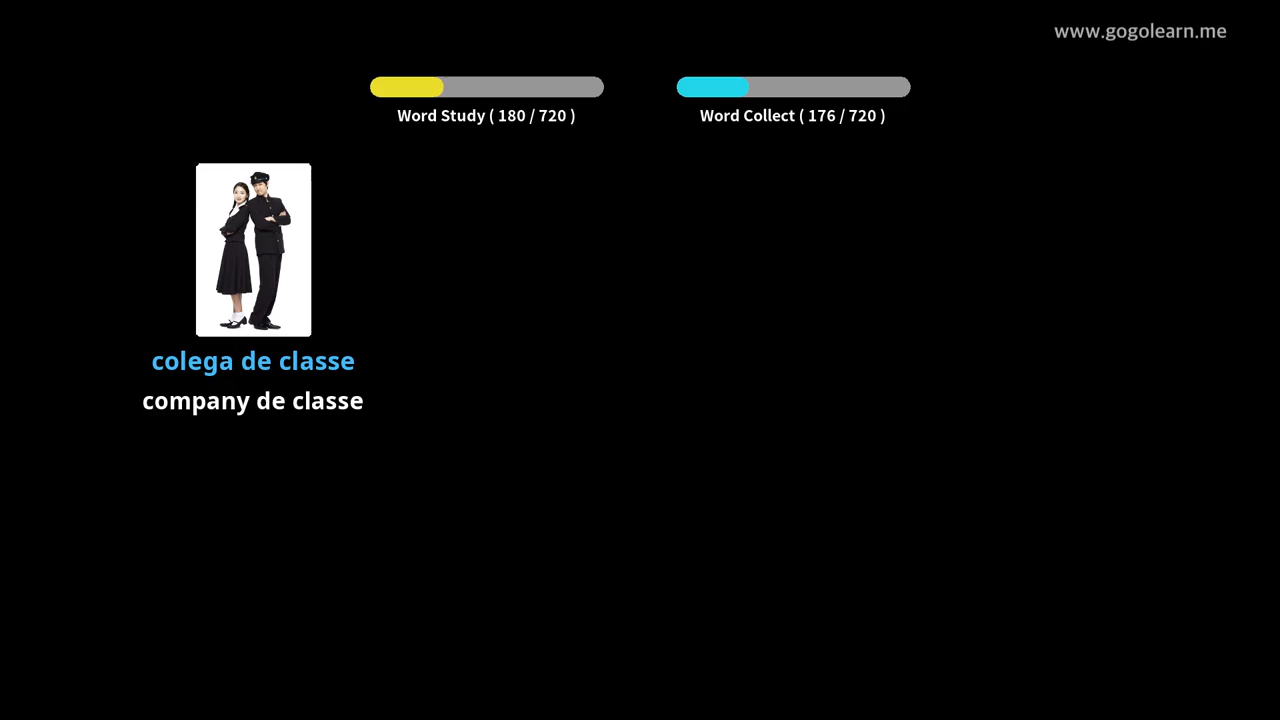 www.gogolearn.me
Word Study ( 180 / 720 )
Word Collect ( 176 / 720 )
colega de classe
company de classe